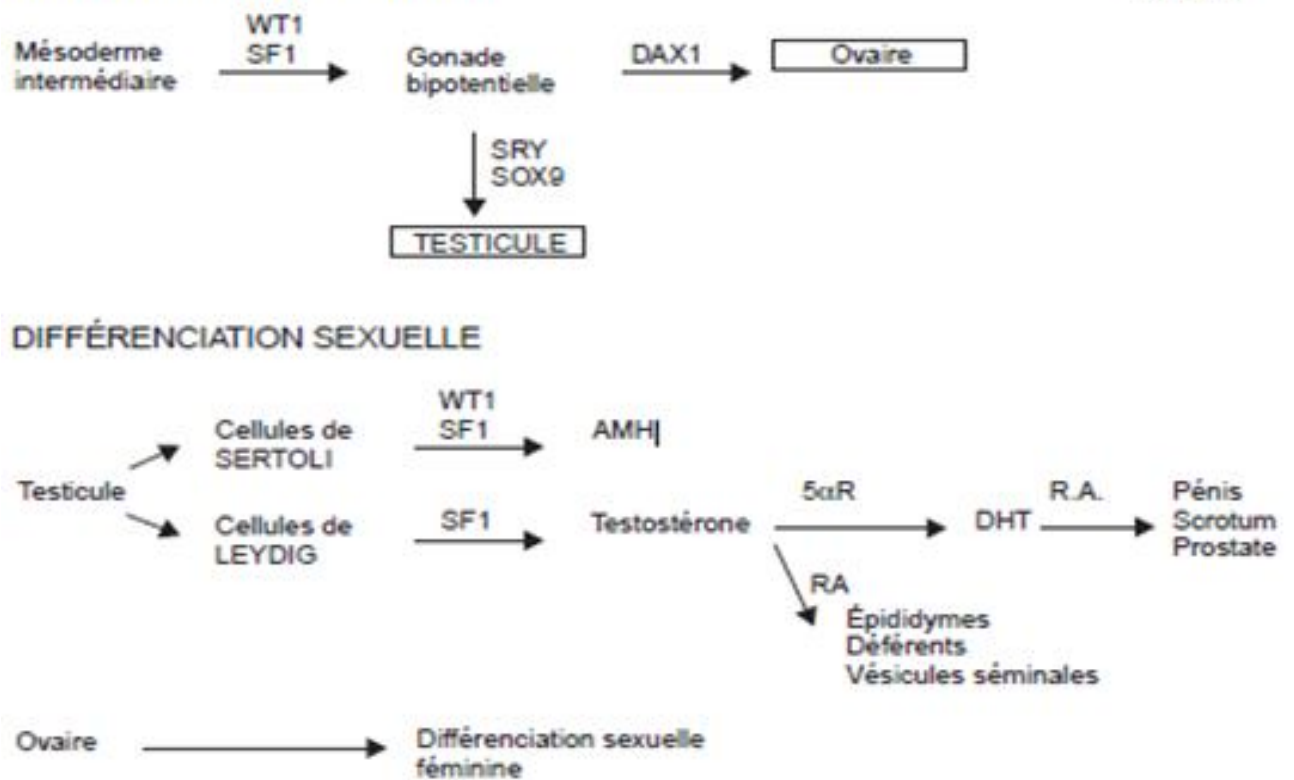 WT1
Mésoderme SF1 Gonade DAX1 Ovaire
intermédiaire bipotentielle
SRY
SOX9
TESTICULE
DIFFÉRENCIATION SEXUELLE
WT1
Cellules de SF1 AMH
SERTOLI
Testicule 5αR R.A. Pénis
Cellules de SF1 Testostérone DHT Scrotum
LEYDIG Prostate
RA
Épididymes
Déférents
Vésicules séminales
Ovaire Différenciation sexuelle
féminine